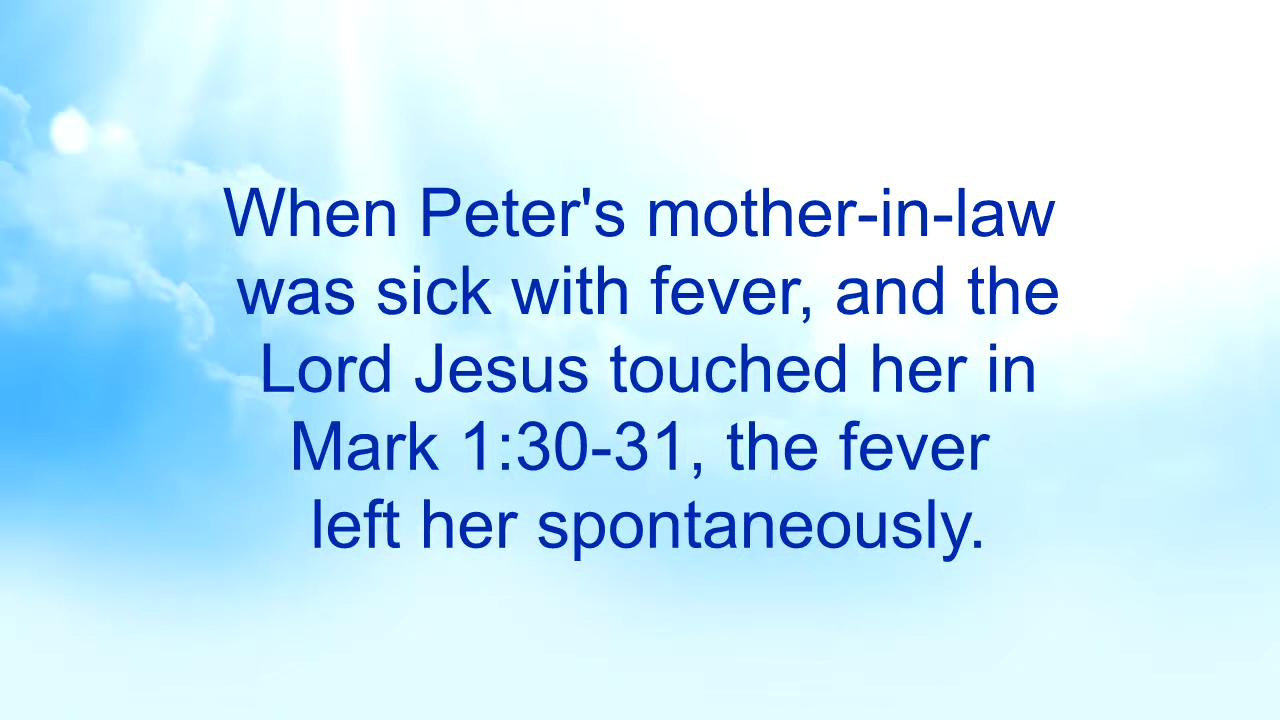 When Peter's mother-in-law
was sick with fever, and the
Lord Jesus touched her in
Mark 1:30-31, the fever
left her spontaneously.